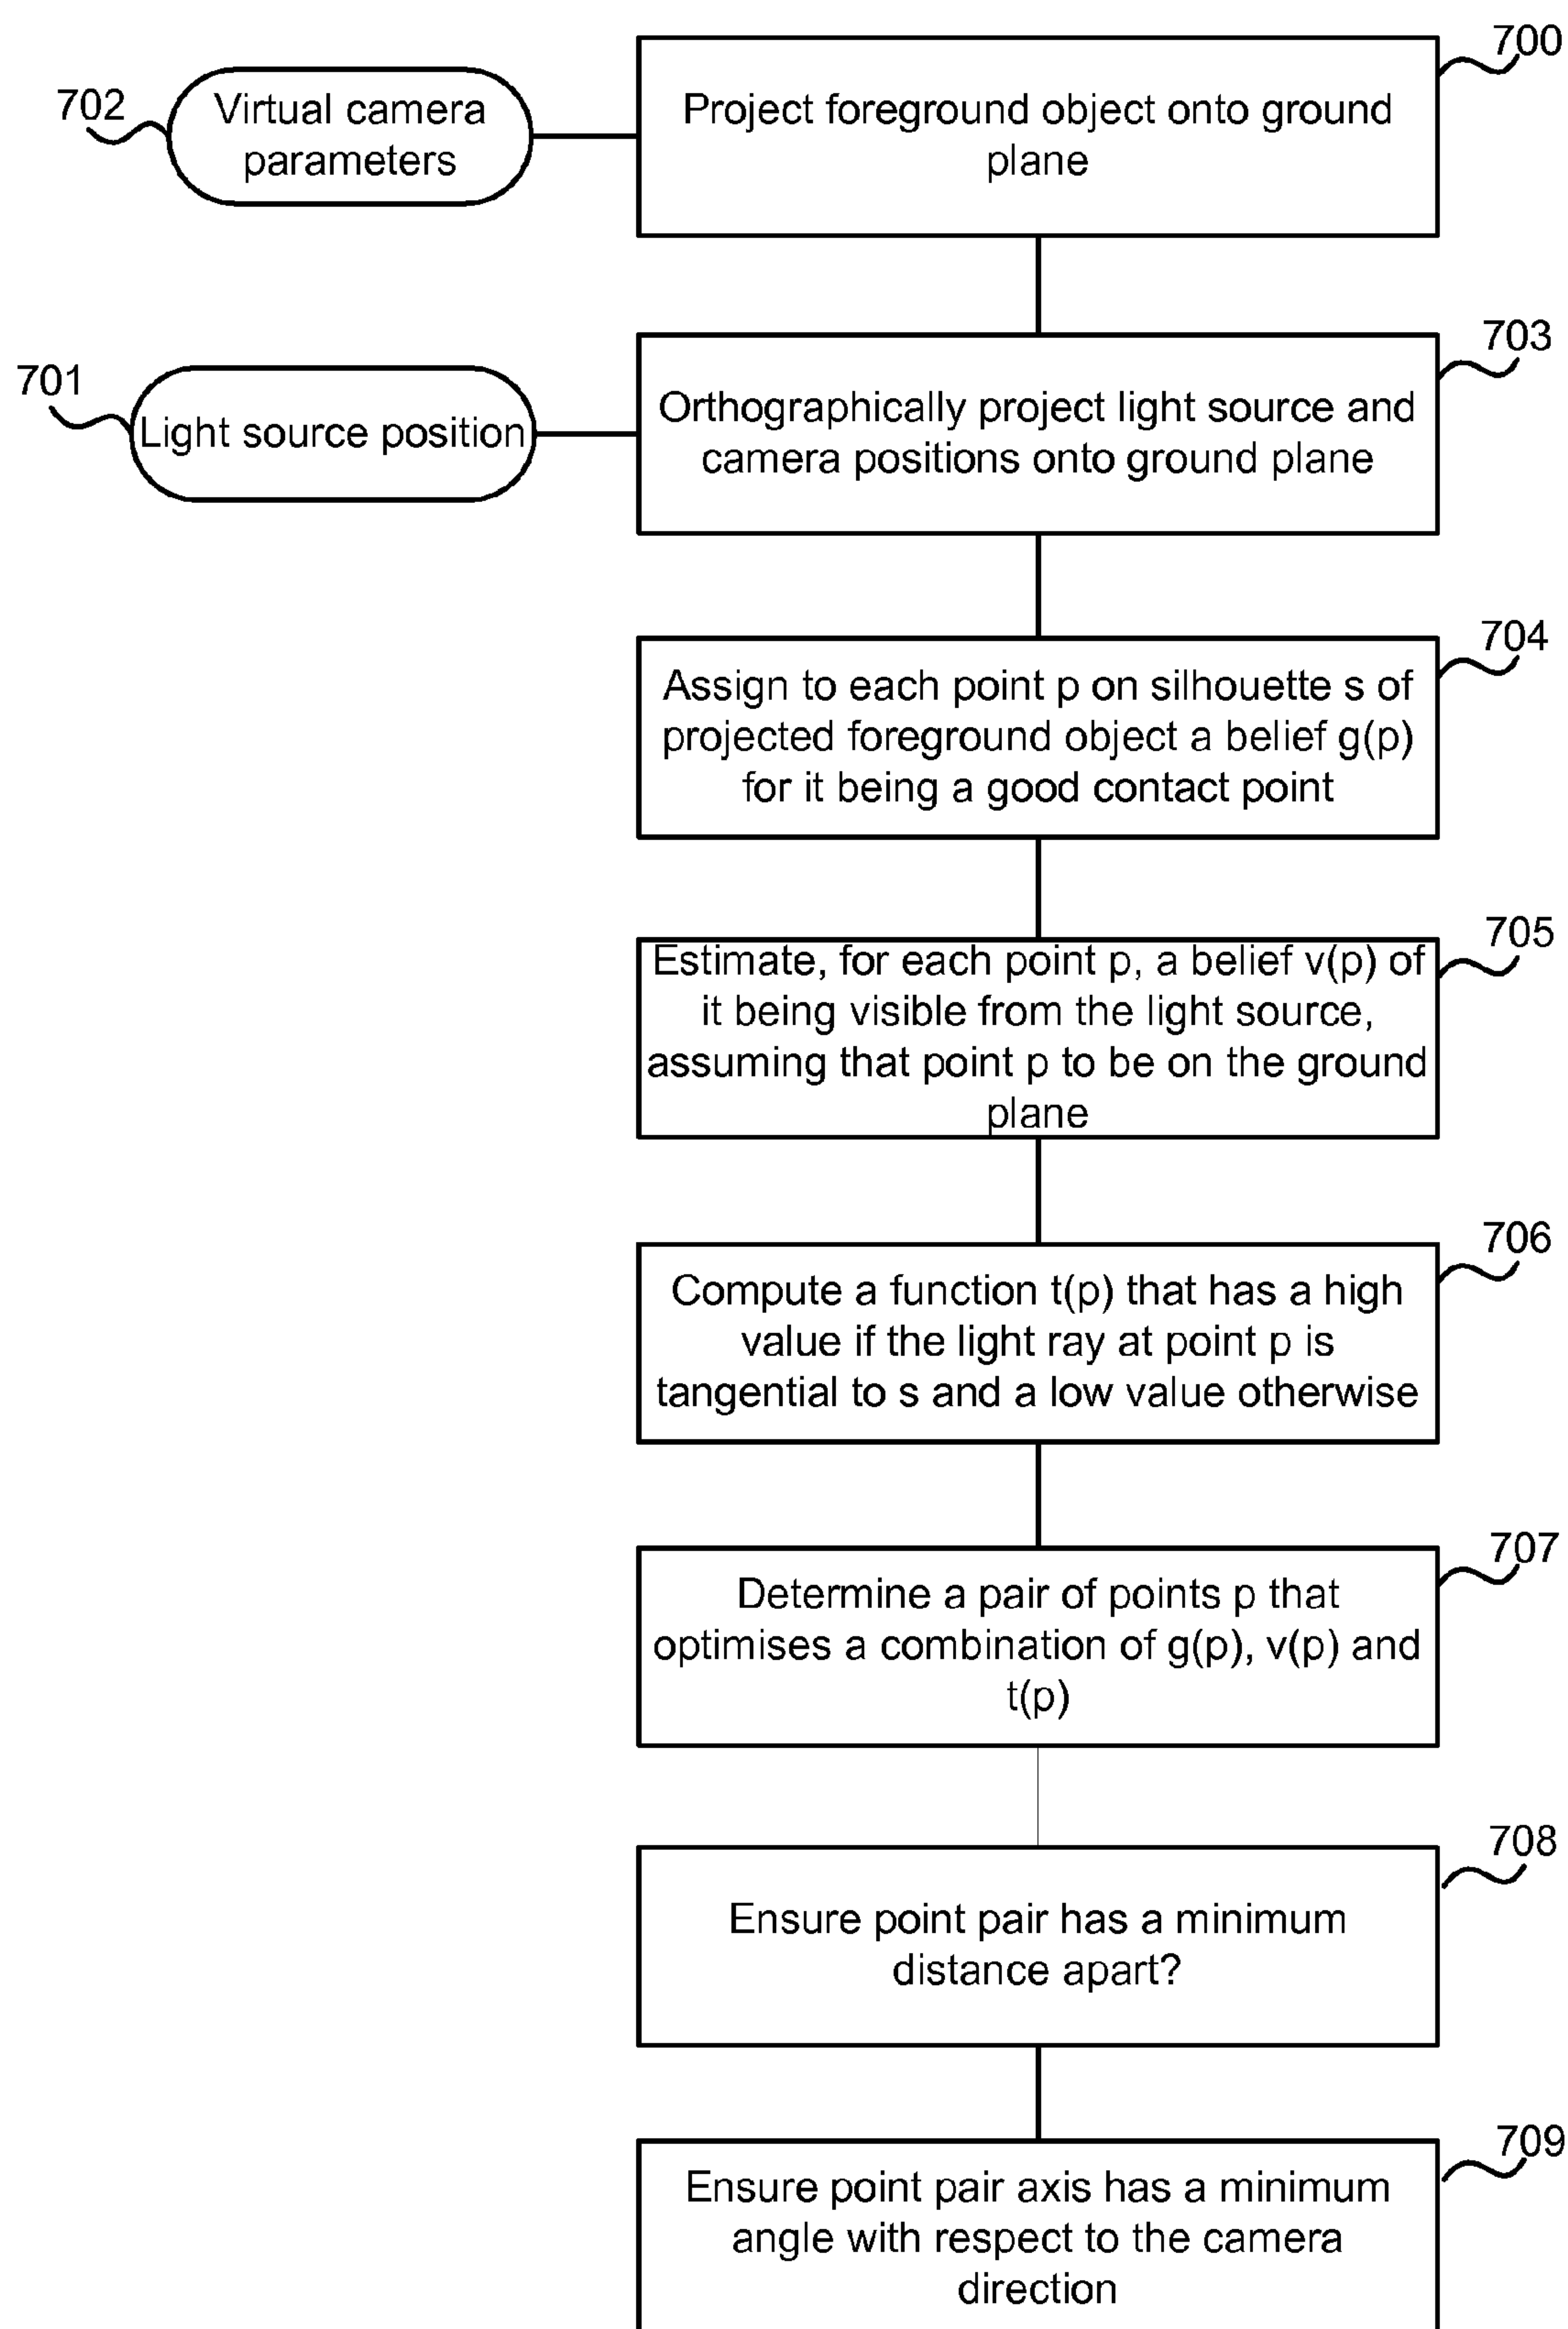 700
702
Virtual camera
parameters
Project foreground object onto ground
plane
703
701
Light source position
Orthographically project light source and
camera positions onto ground plane
704
Assign to each point p on silhouette s of
projected foreground object a belief g(p)
for it being a good contact point
705
Estimate, for each point p, a belief v(p) of
it being visible from the light source,
assuming that point p to be on the ground
plane
706
Compute a function t(p) that has a high
value if the light ray at point p is
tangential to s and a low value otherwise
707
Determine a pair of points p that
optimises a combination of g(p), v(p) and
t(p)
708
Ensure point pair has a minimum
distance apart?
709
Ensure point pair axis has a minimum
angle with respect to the camera
direction